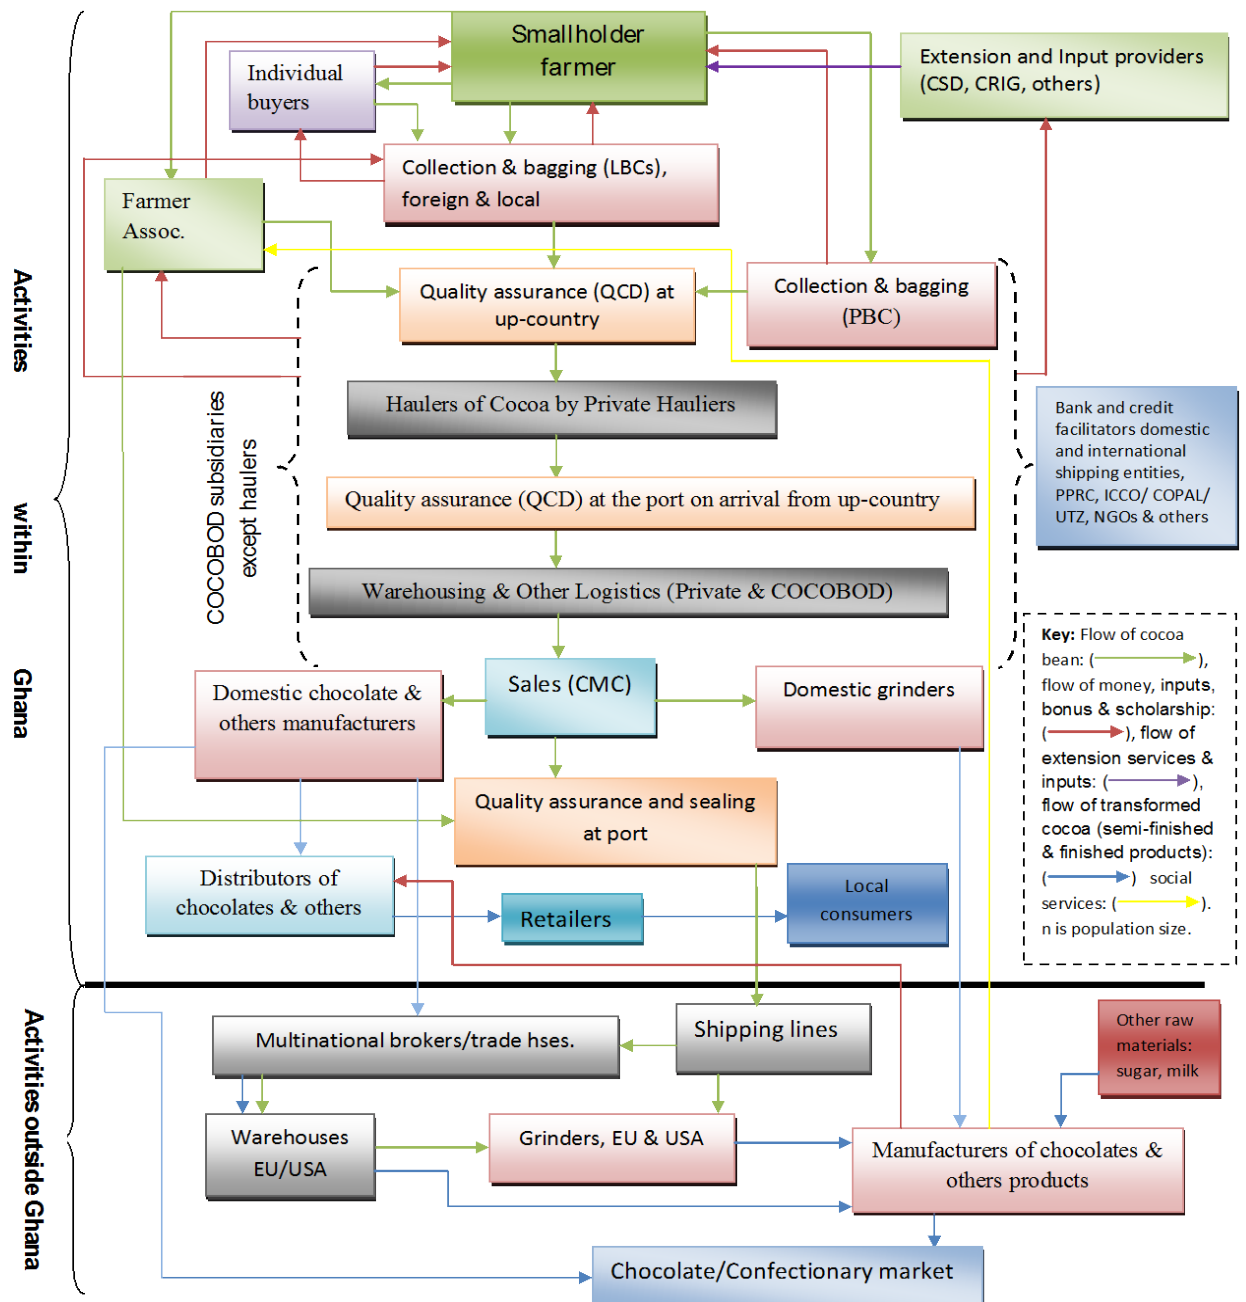 Smallholder
farmer
Extension and Input providers
(CSD, CRIG, others)
Individual
buyers
Collection & bagging (LBCs),
foreign & local
Farmer
Assoc.
Quality assurance (QCD) at
up-country
Collection & bagging
(PBC)
Activities within Ghana
COCOBOD subsidiaries
except haulers
Haulers of Cocoa by Private Hauliers
Bank and credit
facilitators domestic
and international
shipping entities,
PPRC, ICCO/ COPAL/
UTZ, NGOs & others
Quality assurance (QCD) at the port on arrival from up-country
Warehousing & Other Logistics (Private & COCOBOD)
Key: Flow of cocoa
bean: ( ),
flow of money, inputs,
bonus & scholarship:
( ), flow of
extension services &
inputs: ( ),
flow of transformed
cocoa (semi-finished
& finished products):
( ) social
services: ( ).
n is population size.
Domestic chocolate &
others manufacturers
Sales (CMC)
Domestic grinders
Quality assurance and sealing
at port
Distributors of
chocolates & others
Retailers
Local
consumers
Activities outside Ghana
Multinational brokers/trade hses.
Shipping lines
Other raw
materials:
sugar, milk
Warehouses
EU/USA
Grinders, EU & USA
Manufacturers of chocolates &
others products
Chocolate/Confectionary market